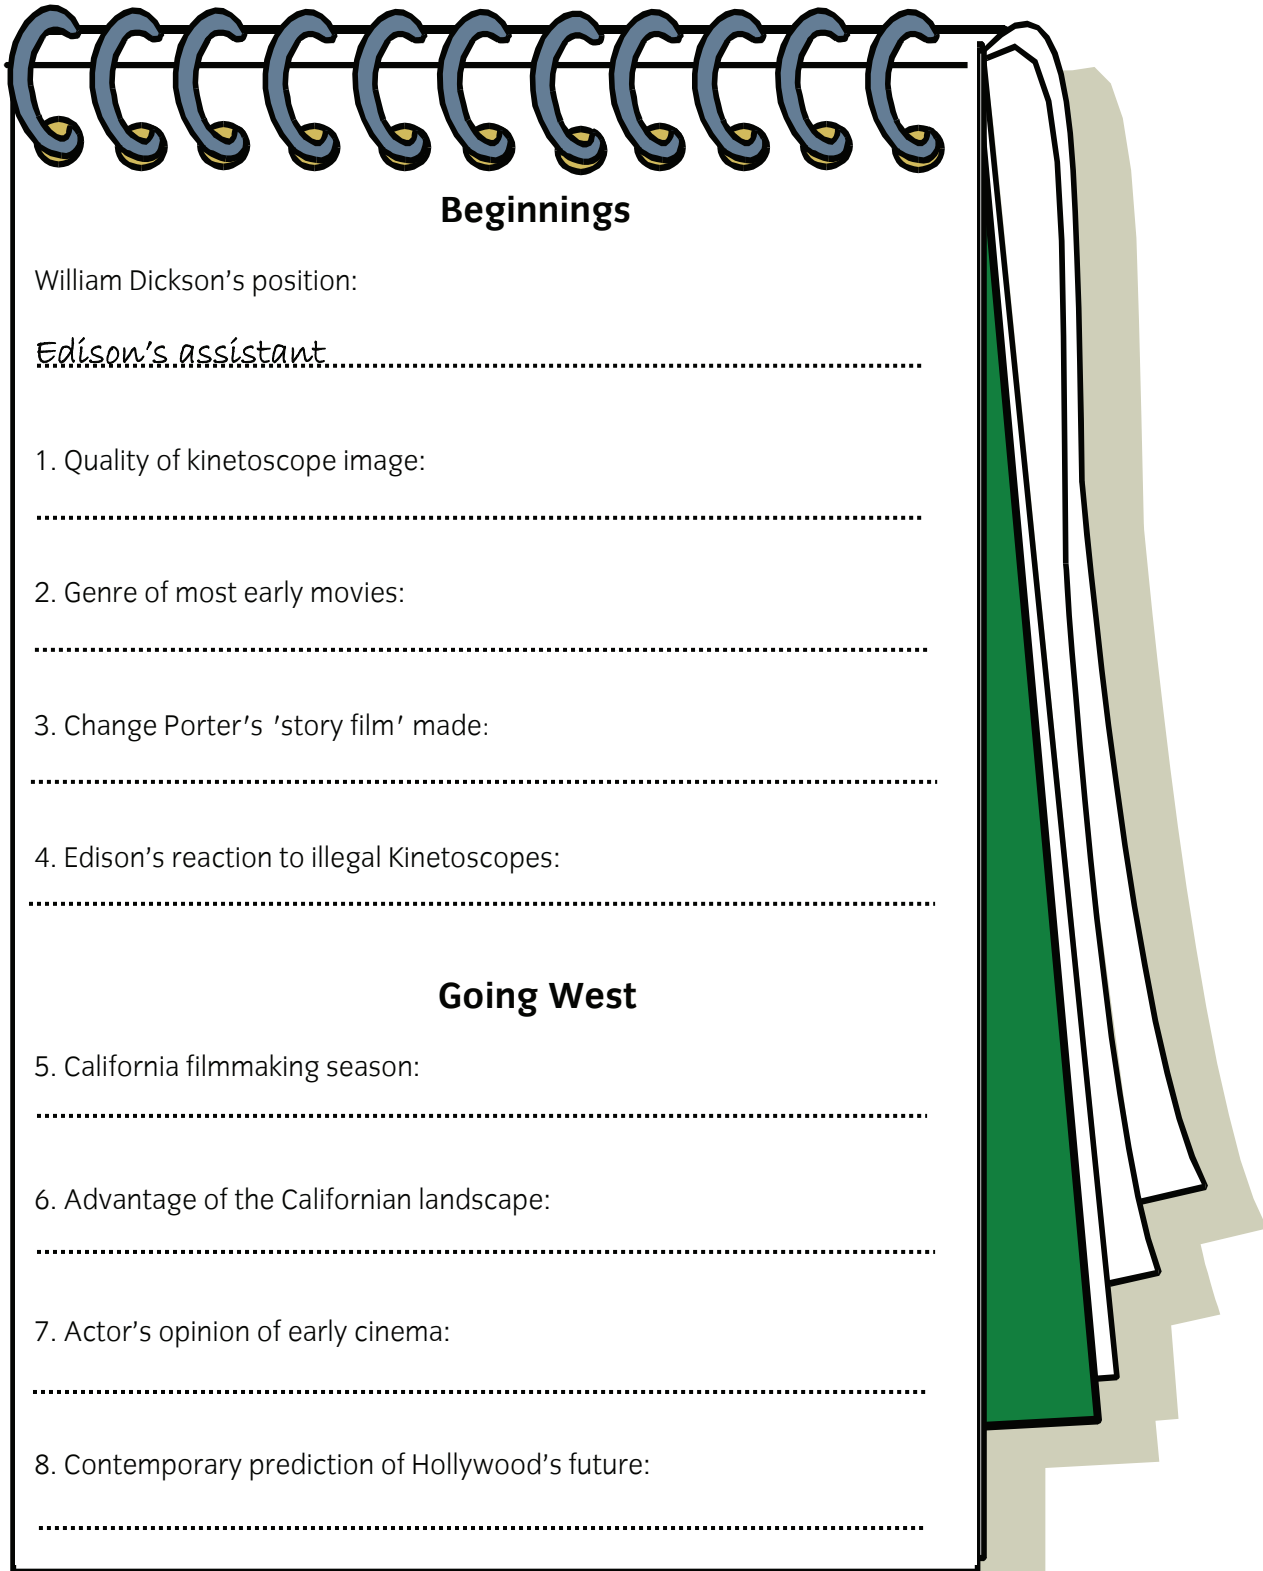 Beginnings
William Dickson's position:
Edison's assistant
1. Quality of kinetoscope image:
2. Genre of most early movies:
3. Change Porter's 'story film' made:
4. Edison's reaction to illegal Kinetoscopes:
Going West
5. California filmmaking season:
6. Advantage of the Californian landscape:
7. Actor's opinion of early cinema:
8. Contemporary prediction of Hollywood's future: